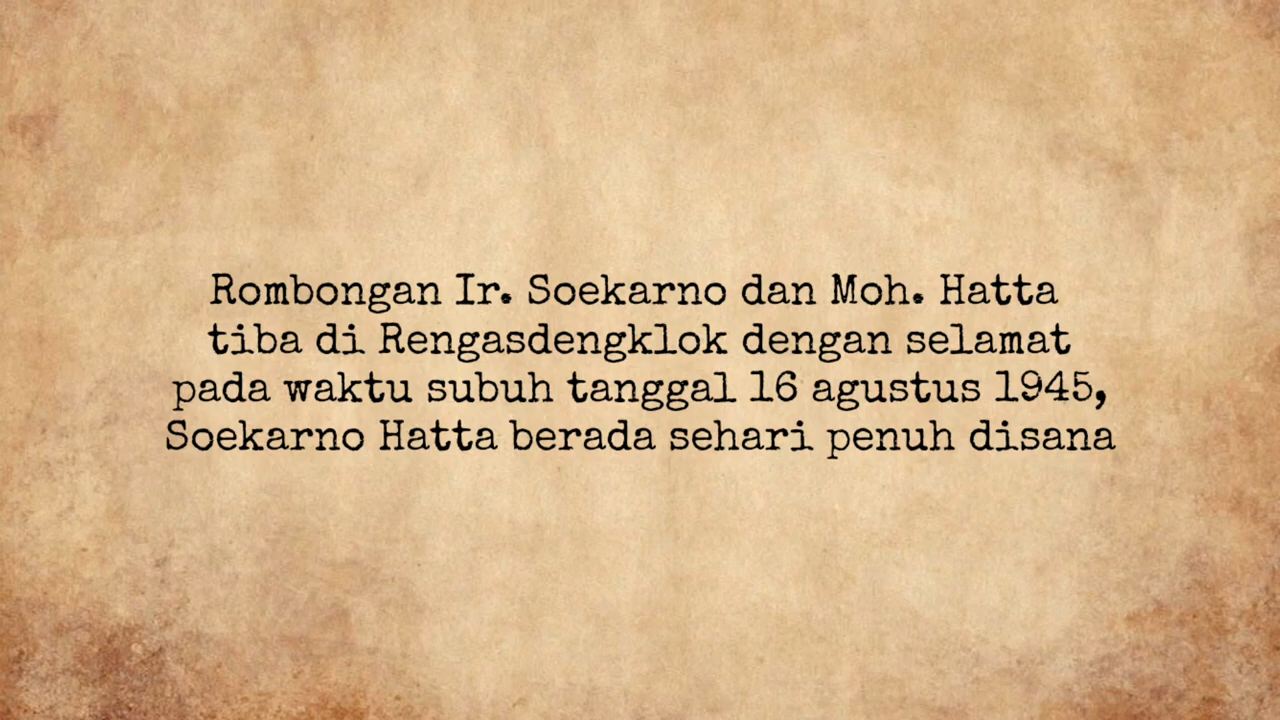 Rombongan Ir. Soekarno dan Moh. Hatta
tiba di Rengasdengklok dengan selamat
pada waktu subuh tanggal 16 agustus 1945,
Soekarno Hatta berada sehari penuh disana